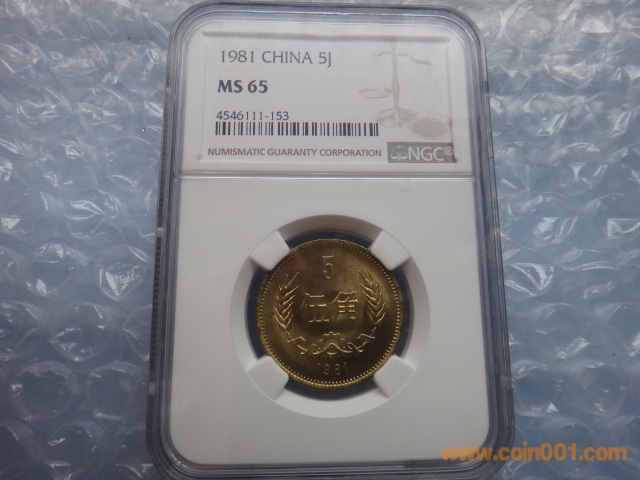 1981 CHINA 5J
MS 65
4546111-153
NUMISMATIC GUARANTY CORPORATION
NGC®
5
伍角
1981
www.coin001.com